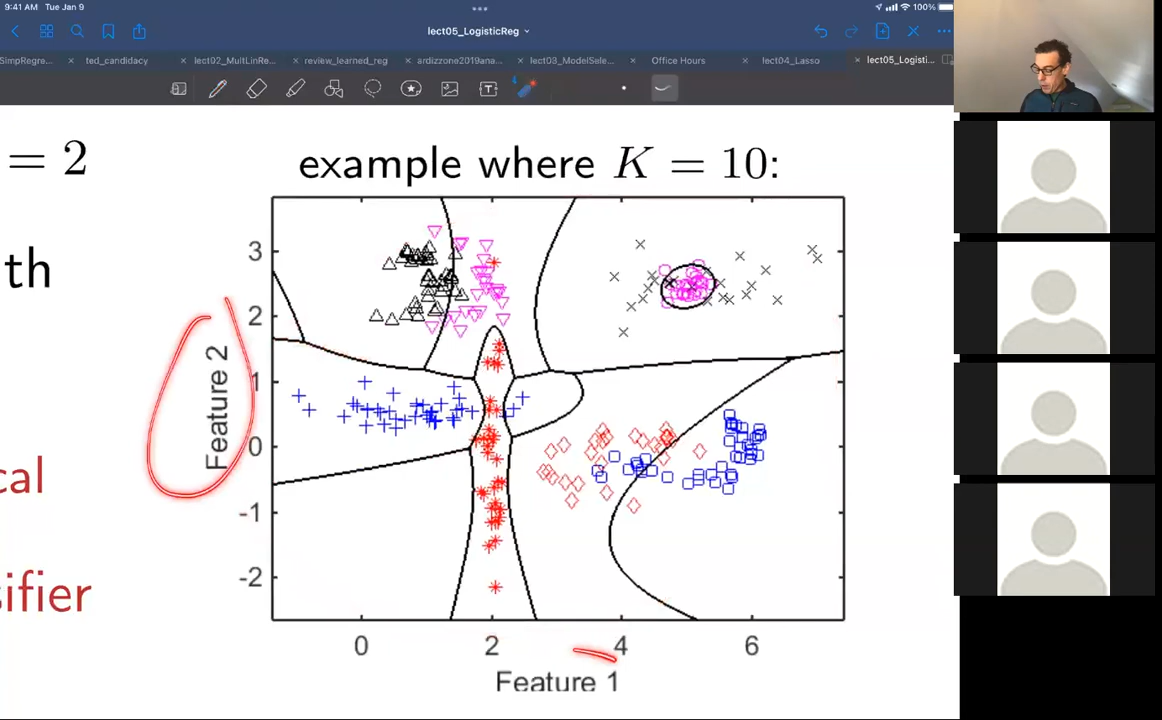 9:41 AM Tue Jan 9
100%
lect05_LogisticReg
SimpRegre...
ted_candidacy
lect02_MultLinRe...
review_learned_reg
ardizzone2019ana...
lect03_ModelSele...
Office Hours
lect04_Lasso
lect05_Logisti...
= 2
example where K = 10:
th
cal
sifier
Feature 2
3
2
1
0
-1
-2
0 2 4 6
Feature 1